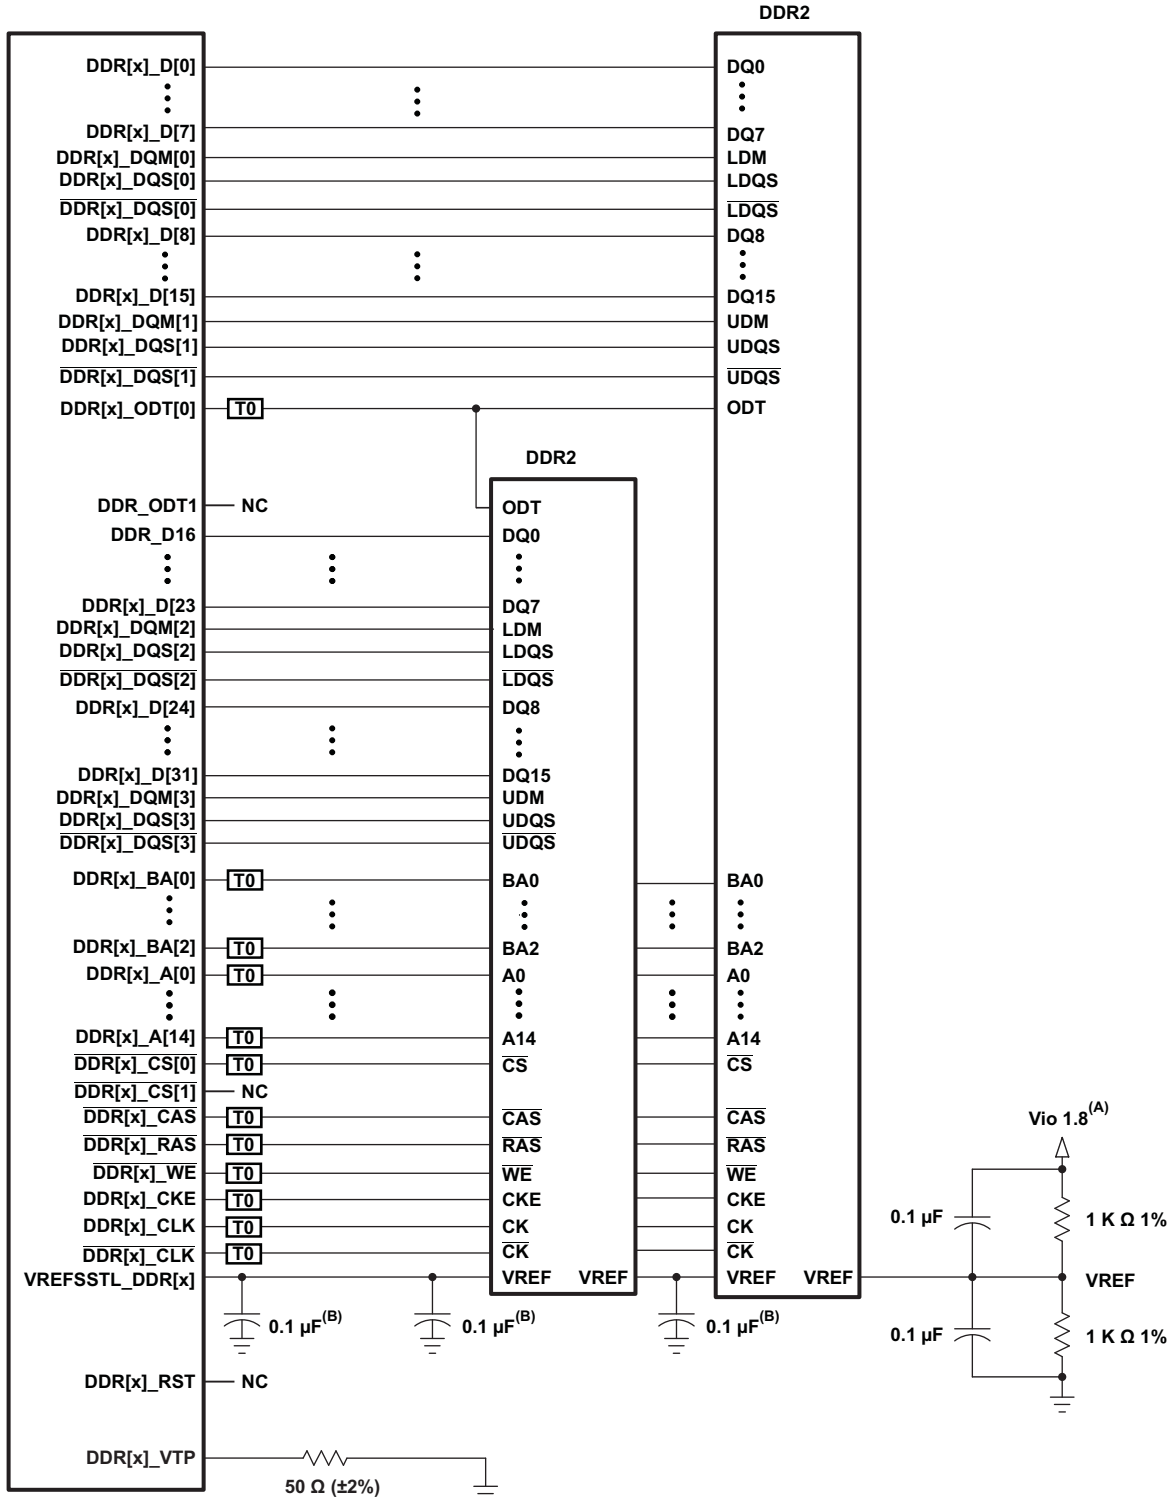 DDR2
DDR[x]_D[0] DQ0
DDR[x]_D[7] DQ7
DDR[x]_DQM[0] LDM
DDR[x]_DQS[0] LDQS
DDR[x]_DQS[0] LDQS
DDR[x]_D[8] DQ8
DDR[x]_D[15] DQ15
DDR[x]_DQM[1] UDM
DDR[x]_DQS[1] UDQS
DDR[x]_DQS[1] UDQS
DDR[x]_ODT[0] T0 ODT
DDR2
DDR_ODT1 NC ODT
DDR_D16 DQ0
DDR[x]_D[23 DQ7
DDR[x]_DQM[2] LDM
DDR[x]_DQS[2] LDQS
DDR[x]_DQS[2] LDQS
DDR[x]_D[24] DQ8
DDR[x]_D[31] DQ15
DDR[x]_DQM[3] UDM
DDR[x]_DQS[3] UDQS
DDR[x]_DQS[3] UDQS
DDR[x]_BA[0] T0 BA0 BA0
DDR[x]_BA[2] T0 BA2 BA2
DDR[x]_A[0] T0 A0 A0
DDR[x]_A[14] T0 A14 A14
DDR[x]_CS[0] T0 CS CS
DDR[x]_CS[1] NC
DDR[x]_CAS T0 CAS CAS
Vio 1.8(A)
DDR[x]_RAS T0 RAS RAS
DDR[x]_WE T0 WE WE
DDR[x]_CKE T0 CKE CKE
0.1 µF 1 K Ω 1%
DDR[x]_CLK T0 CK CK
DDR[x]_CLK T0 CK CK
VREFSSTL_DDR[x] VREF VREF VREF VREF VREF
0.1 µF(B) 0.1 µF(B) 0.1 µF(B) 0.1 µF 1 K Ω 1%
DDR[x]_RST NC
DDR[x]_VTP
50 Ω (±2%)